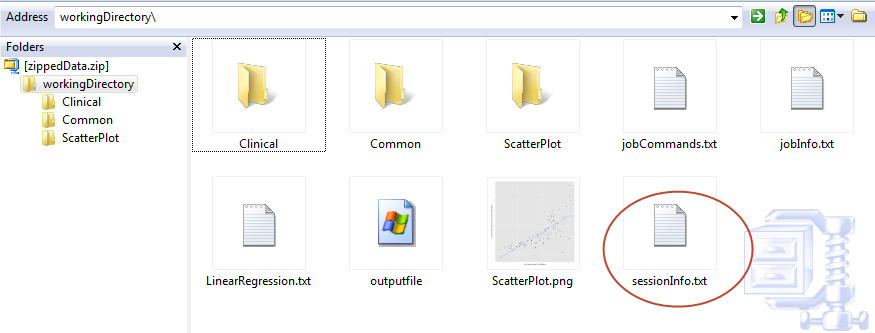 Address workingDirectory\
Folders
[zippedData.zip]
workingDirectory
Clinical
Common
ScatterPlot
Clinical Common ScatterPlot jobCommands.txt jobInfo.txt
LinearRegression.txt outputfile ScatterPlot.png sessionInfo.txt